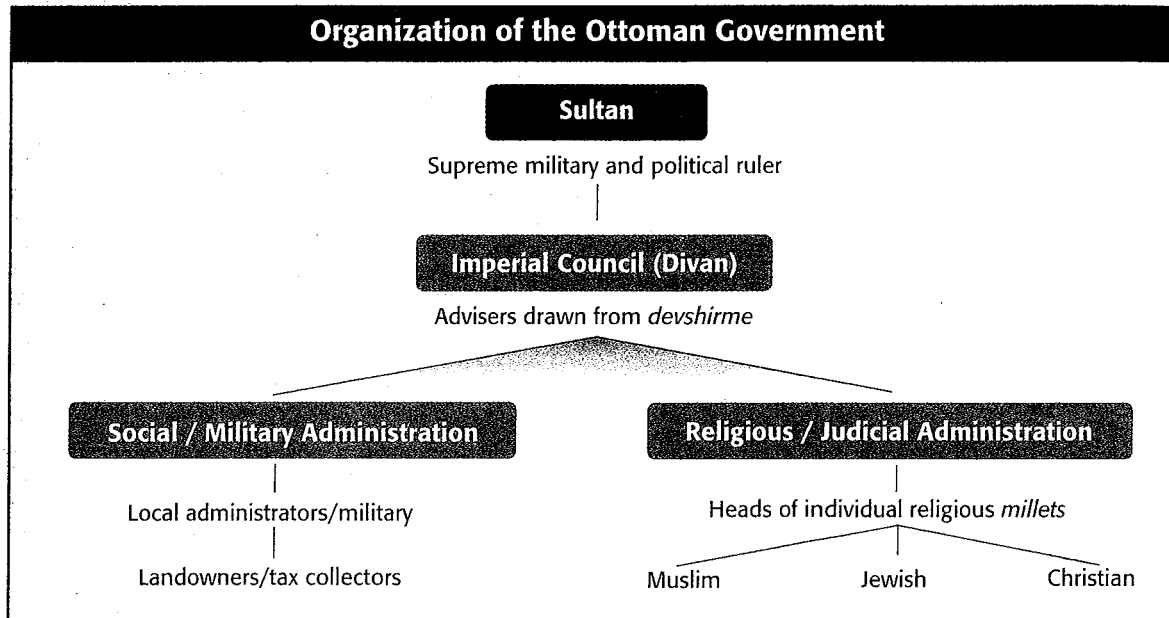 Organization of the Ottoman Government
Sultan
Supreme military and political ruler
Imperial Council (Divan)
Advisers drawn from devshirme
Social / Military Administration
Religious / Judicial Administration
Local administrators/military
Heads of individual religious millets
Landowners/tax collectors
Muslim
Jewish
Christian